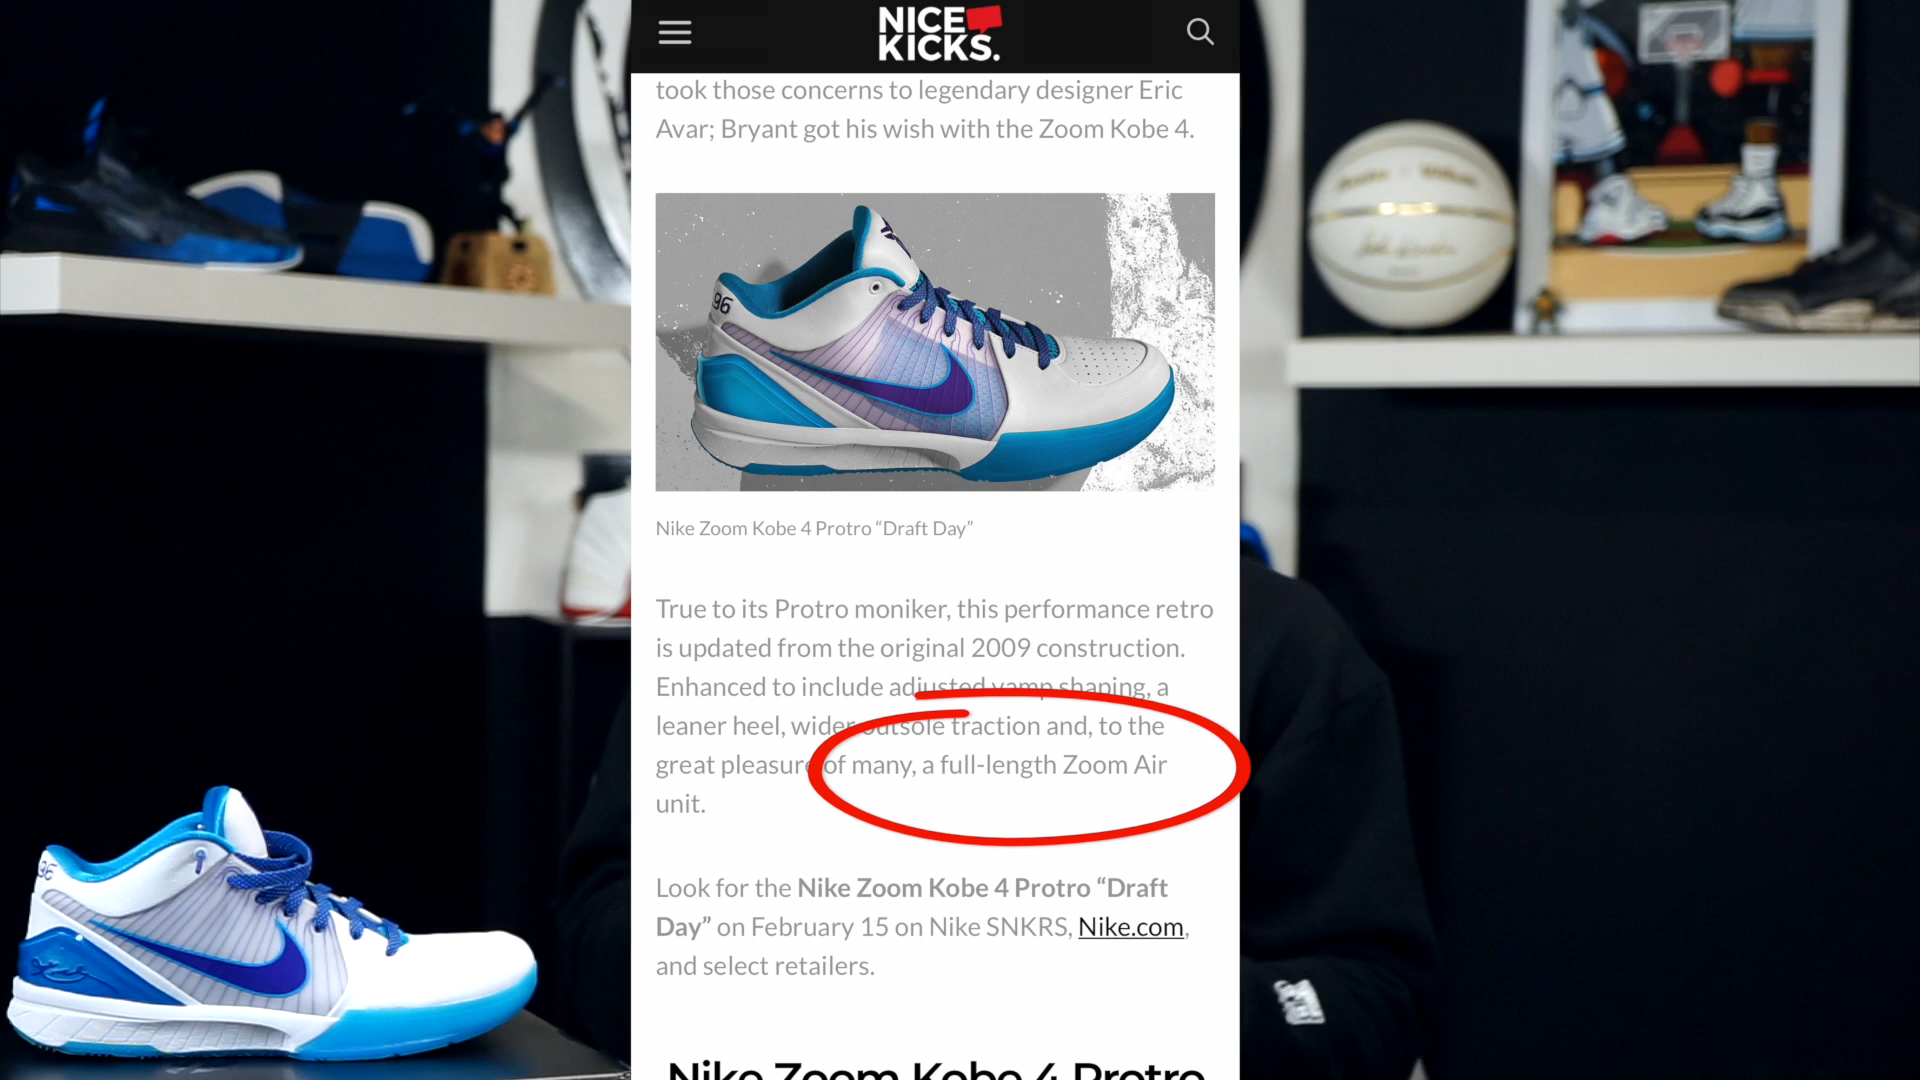 NICE
KICKS.
took those concerns to legendary designer Eric
Avar; Bryant got his wish with the Zoom Kobe 4.
96
Nike Zoom Kobe 4 Protro “Draft Day”
True to its Protro moniker, this performance retro
is updated from the original 2009 construction.
Enhanced to include adjusted vamp shaping, a
leaner heel, wider outsole traction and, to the
great pleasure of many, a full-length Zoom Air
unit.
Look for the Nike Zoom Kobe 4 Protro “Draft
Day” on February 15 on Nike SNKRS, Nike.com,
and select retailers.
Nike Zoom Kobe 4 Protro
96